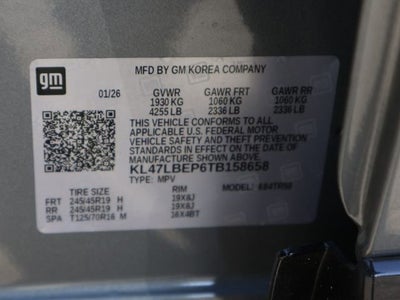 gm
MFD BY GM KOREA COMPANY
01/26 GVWR GAWR FRT GAWR RR
1930 KG 1060 KG 1060 KG
4255 LB 2336 LB 2336 LB
THIS VEHICLE CONFORMS TO ALL
APPLICABLE U.S. FEDERAL MOTOR
VEHICLE SAFETY AND THEFT PREVENTION
STANDARDS IN EFFECT ON THE DATE OF
MANUFACTURE SHOWN ABOVE.
KL47LBEP6TB158658
TYPE: MPV MODEL:
TIRE SIZE RIM
FRT 245/45R19 H 19X8J
RR 245/45R19 H 19X8J
SPA T125/70R16 M 16X4BT